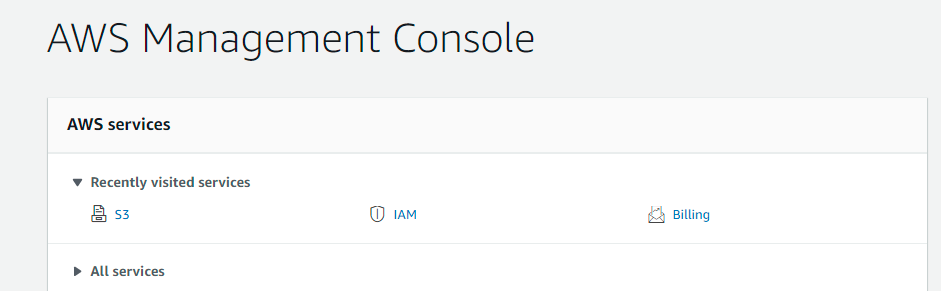 AWS Management Console
AWS services
Recently visited services
S3 IAM Billing
All services